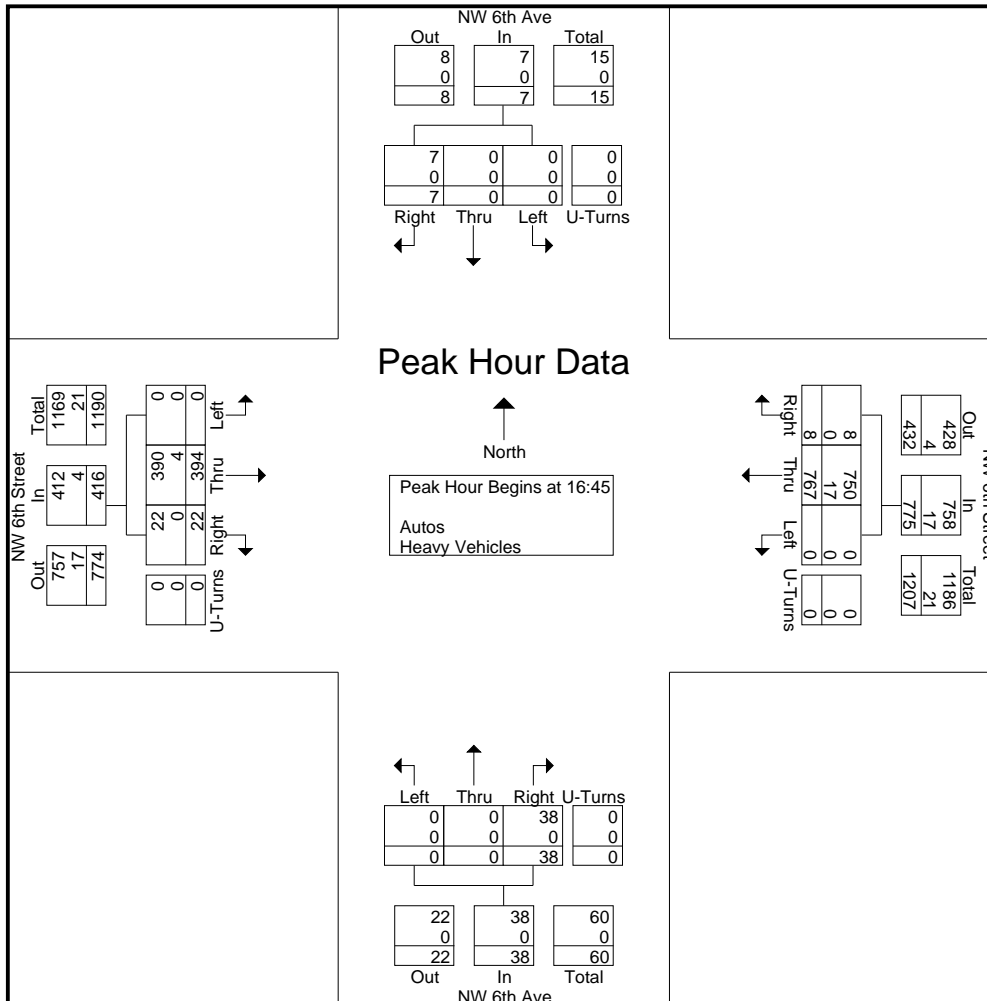 NW 6th Ave
Out In Total
8 7 15
0 0 0
8 7 15
7 0 0 0
0 0 0 0
7 0 0 0
Right Thru Left U-Turns
Peak Hour Data
North
Peak Hour Begins at 16:45
Autos
Heavy Vehicles
NW 6th Street
Total In Out
1169 412 757
21 4 17
1190 416 774
0 390 22 0
0 4 0 0
0 394 22 0
Left Thru Right U-Turns
NW 6th Street
Out In Total
428 758 1186
4 17 21
432 775 1207
8 750 0 0
0 17 0 0
8 767 0 0
Right Thru Left U-Turns
Left Thru Right U-Turns
0 0 38 0
0 0 0 0
0 0 38 0
22 38 60
0 0 0
22 38 60
Out In Total
NW 6th Ave